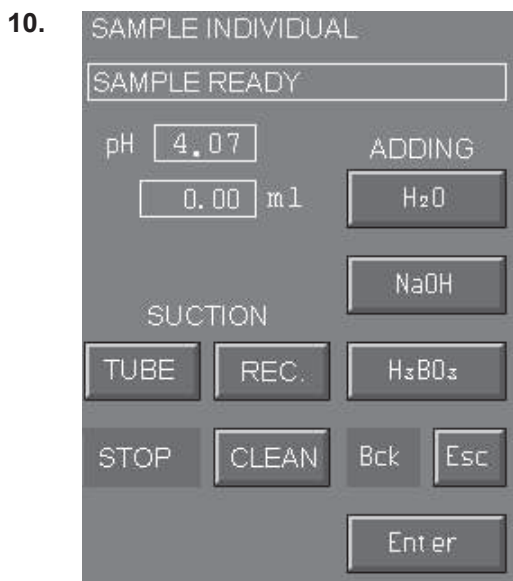 10.
SAMPLE INDIVIDUAL
SAMPLE READY
pH 4.07
ADDING
0.00 ml
H₂O
NaOH
SUCTION
TUBE REC. H₃BO₃
STOP CLEAN Bck Esc
Enter